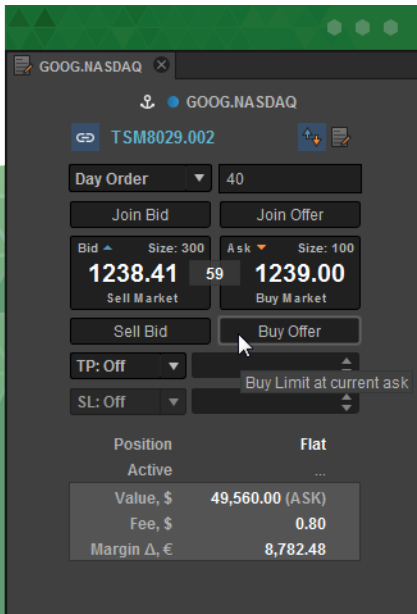 GOOG.NASDAQ
GOOG.NASDAQ
TSM8029.002
Day Order 40
Join Bid Join Offer
Bid Size: 300 Ask Size: 100
1238.41 59 1239.00
Sell Market Buy Market
Sell Bid Buy Offer
TP: Off
Buy Limit at current ask
SL: Off
Position Flat
Active ...
Value, $ 49,560.00 (ASK)
Fee, $ 0.80
Margin Δ, € 8,782.48